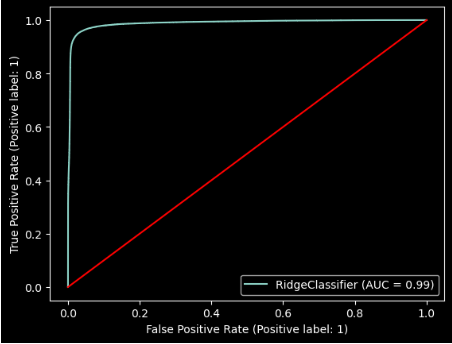 1.0
0.8
0.6
0.4
0.2
0.0
True Positive Rate (Positive label: 1)
RidgeClassifier (AUC = 0.99)
0.0 0.2 0.4 0.6 0.8 1.0
False Positive Rate (Positive label: 1)